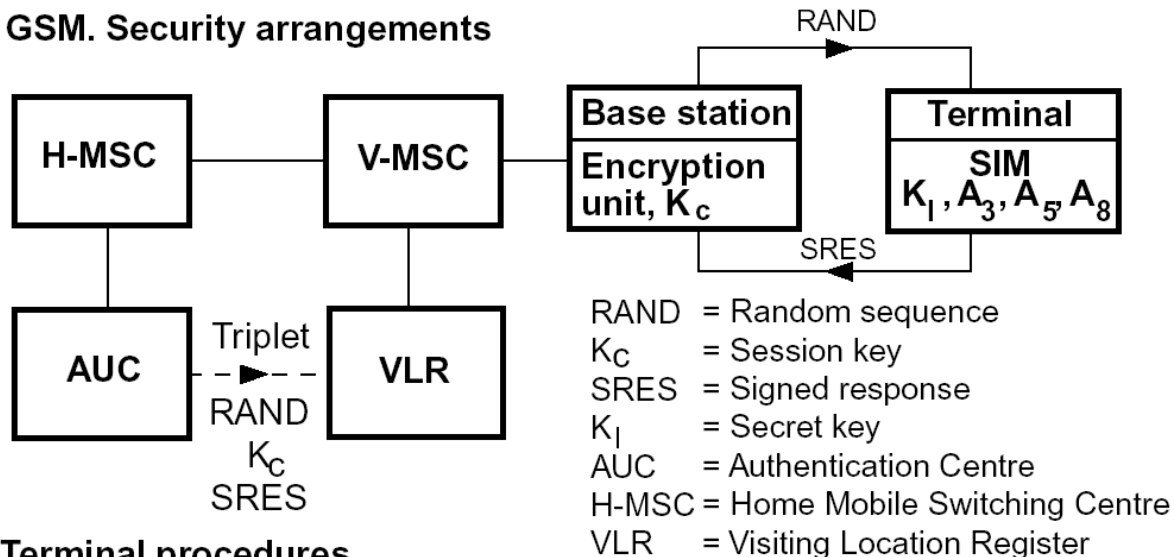 GSM. Security arrangements
RAND
H-MSC
V-MSC
Base station
Encryption
unit, Kc
Terminal
SIM
KI, A3, A5, A8
SRES
AUC
Triplet
RAND
KC
SRES
VLR
RAND = Random sequence
KC = Session key
SRES = Signed response
KI = Secret key
AUC = Authentication Centre
H-MSC = Home Mobile Switching Centre
VLR = Visiting Location Register
Terminal procedures